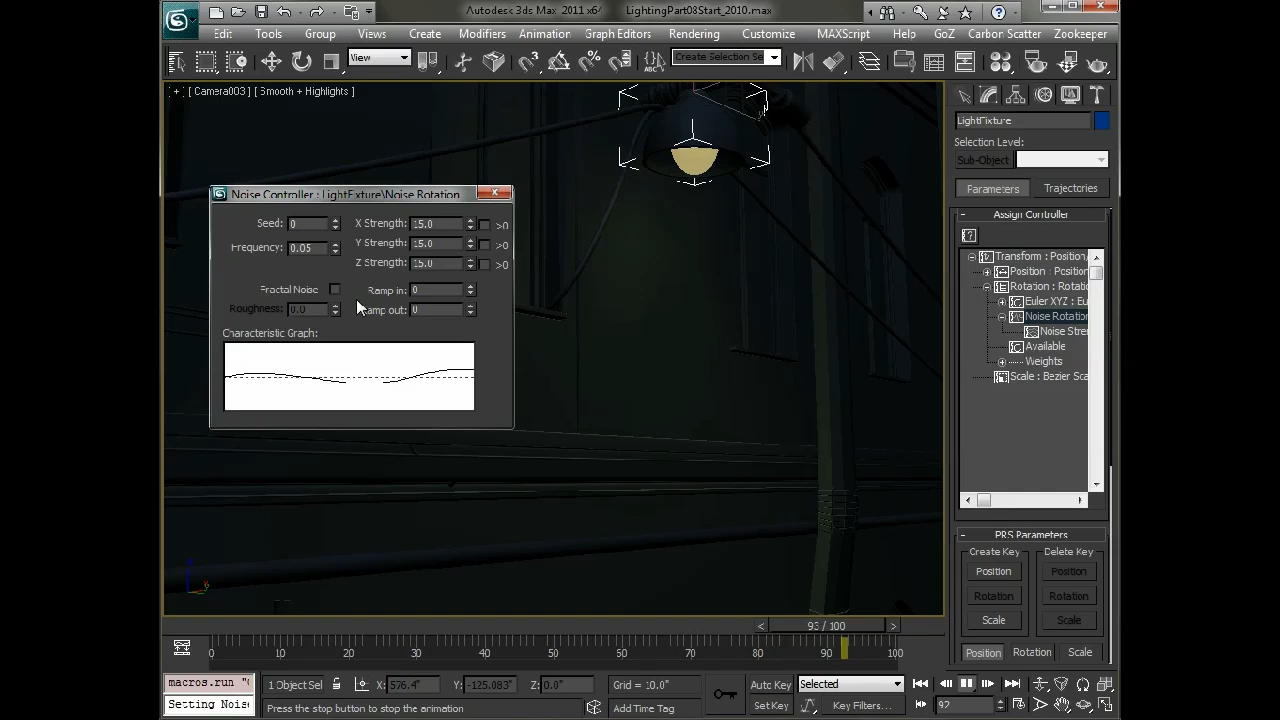 Autodesk 3ds Max 2011 x64 LightingPart08Start_2010.max
Edit Tools Group Views Create Modifiers Animation Graph Editors Rendering Customize MAXScript Help GoZ Carbon Scatter Zookeeper
View
Create Selection Se
[ + ] [ Camera003 ] [ Smooth + Highlights ]
LightFixture
Selection Level:
Sub-Object
Parameters Trajectories
Assign Controller
Transform : Position/
Position : Position
Rotation : Rotatio
Euler XYZ : Eu
Noise Rotation
Noise Stren
Available
Weights
Scale : Bezier Sca
Noise Controller : LightFixture\Noise Rotation
Seed: 0 X Strength: 15.0 >0
Frequency: 0.05 Y Strength: 15.0 >0
Z Strength: 15.0 >0
Fractal Noise Ramp in: 0
Roughness: 0.0 Ramp out: 0
Characteristic Graph:
PRS Parameters
Create Key Delete Key
Position Position
Rotation Rotation
Scale Scale
Position Rotation Scale
< 93 / 100 >
0 10 20 30 40 50 60 70 80 90 100
macros.run "
Setting Nois
1 Object Sel X: 576.4" Y: -125.083" Z: 0.0" Grid = 10.0" Auto Key Selected
Press the stop button to stop the animation Add Time Tag Set Key Key Filters... 92